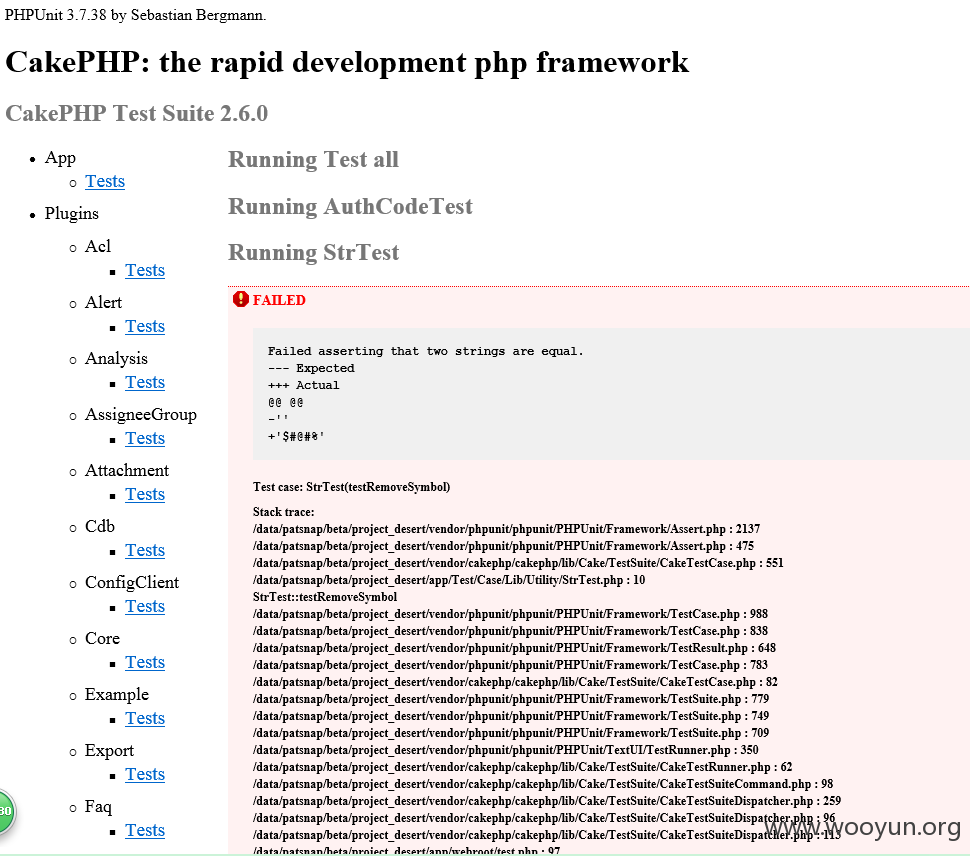 PHPUnit 3.7.38 by Sebastian Bergmann.
CakePHP: the rapid development php framework
CakePHP Test Suite 2.6.0
App
Tests
Plugins
Acl
Tests
Alert
Tests
Analysis
Tests
AssigneeGroup
Tests
Attachment
Tests
Cdb
Tests
ConfigClient
Tests
Core
Tests
Example
Tests
Export
Tests
Faq
Tests
Running Test all
Running AuthCodeTest
Running StrTest
FAILED
Failed asserting that two strings are equal.
--- Expected
+++ Actual
@@ @@
-''
+'$#@#%'
Test case: StrTest(testRemoveSymbol)
Stack trace:
/data/patsnap/beta/project_desert/vendor/phpunit/phpunit/PHPUnit/Framework/Assert.php : 2137
/data/patsnap/beta/project_desert/vendor/phpunit/phpunit/PHPUnit/Framework/Assert.php : 475
/data/patsnap/beta/project_desert/vendor/cakephp/cakephp/lib/Cake/TestSuite/CakeTestCase.php : 551
/data/patsnap/beta/project_desert/app/Test/Case/Lib/Utility/StrTest.php : 10
StrTest::testRemoveSymbol
/data/patsnap/beta/project_desert/vendor/phpunit/phpunit/PHPUnit/Framework/TestCase.php : 988
/data/patsnap/beta/project_desert/vendor/phpunit/phpunit/PHPUnit/Framework/TestCase.php : 838
/data/patsnap/beta/project_desert/vendor/phpunit/phpunit/PHPUnit/Framework/TestResult.php : 648
/data/patsnap/beta/project_desert/vendor/phpunit/phpunit/PHPUnit/Framework/TestCase.php : 783
/data/patsnap/beta/project_desert/vendor/cakephp/cakephp/lib/Cake/TestSuite/CakeTestCase.php : 82
/data/patsnap/beta/project_desert/vendor/phpunit/phpunit/PHPUnit/Framework/TestSuite.php : 779
/data/patsnap/beta/project_desert/vendor/phpunit/phpunit/PHPUnit/Framework/TestSuite.php : 749
/data/patsnap/beta/project_desert/vendor/phpunit/phpunit/PHPUnit/Framework/TestSuite.php : 709
/data/patsnap/beta/project_desert/vendor/phpunit/phpunit/PHPUnit/TextUI/TestRunner.php : 350
/data/patsnap/beta/project_desert/vendor/cakephp/cakephp/lib/Cake/TestSuite/CakeTestRunner.php : 62
/data/patsnap/beta/project_desert/vendor/cakephp/cakephp/lib/Cake/TestSuite/CakeTestSuiteCommand.php : 98
/data/patsnap/beta/project_desert/vendor/cakephp/cakephp/lib/Cake/TestSuite/CakeTestSuiteDispatcher.php : 259
/data/patsnap/beta/project_desert/vendor/cakephp/cakephp/lib/Cake/TestSuite/CakeTestSuiteDispatcher.php : 96
/data/patsnap/beta/project_desert/vendor/cakephp/cakephp/lib/Cake/TestSuite/CakeTestSuiteDispatcher.php : 113
/data/patsnap/beta/project_desert/app/webroot/test.php : 97
www.wooyun.org